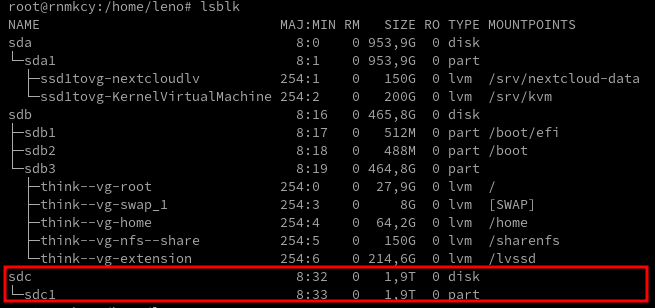 root@rnmkcy:/home/leno# lsblk
NAME                              MAJ:MIN RM   SIZE RO TYPE MOUNTPOINTS
sda                                 8:0    0 953,9G  0 disk
└─sda1                              8:1    0 953,9G  0 part
  ├─ssd1tovg-nextcloudlv          254:1    0   150G  0 lvm  /srv/nextcloud-data
  └─ssd1tovg-KernelVirtualMachine 254:2    0   200G  0 lvm  /srv/kvm
sdb                                 8:16   0 465,8G  0 disk
├─sdb1                              8:17   0   512M  0 part /boot/efi
├─sdb2                              8:18   0   488M  0 part /boot
└─sdb3                              8:19   0 464,8G  0 part
  ├─think--vg-root                254:0    0  27,9G  0 lvm  /
  ├─think--vg-swap_1              254:3    0     8G  0 lvm  [SWAP]
  ├─think--vg-home                254:4    0  64,2G  0 lvm  /home
  ├─think--vg-nfs--share          254:5    0   150G  0 lvm  /sharenfs
  └─think--vg-extension           254:6    0 214,6G  0 lvm  /lvssd
sdc                                 8:32   0   1,9T  0 disk
└─sdc1                              8:33   0   1,9T  0 part